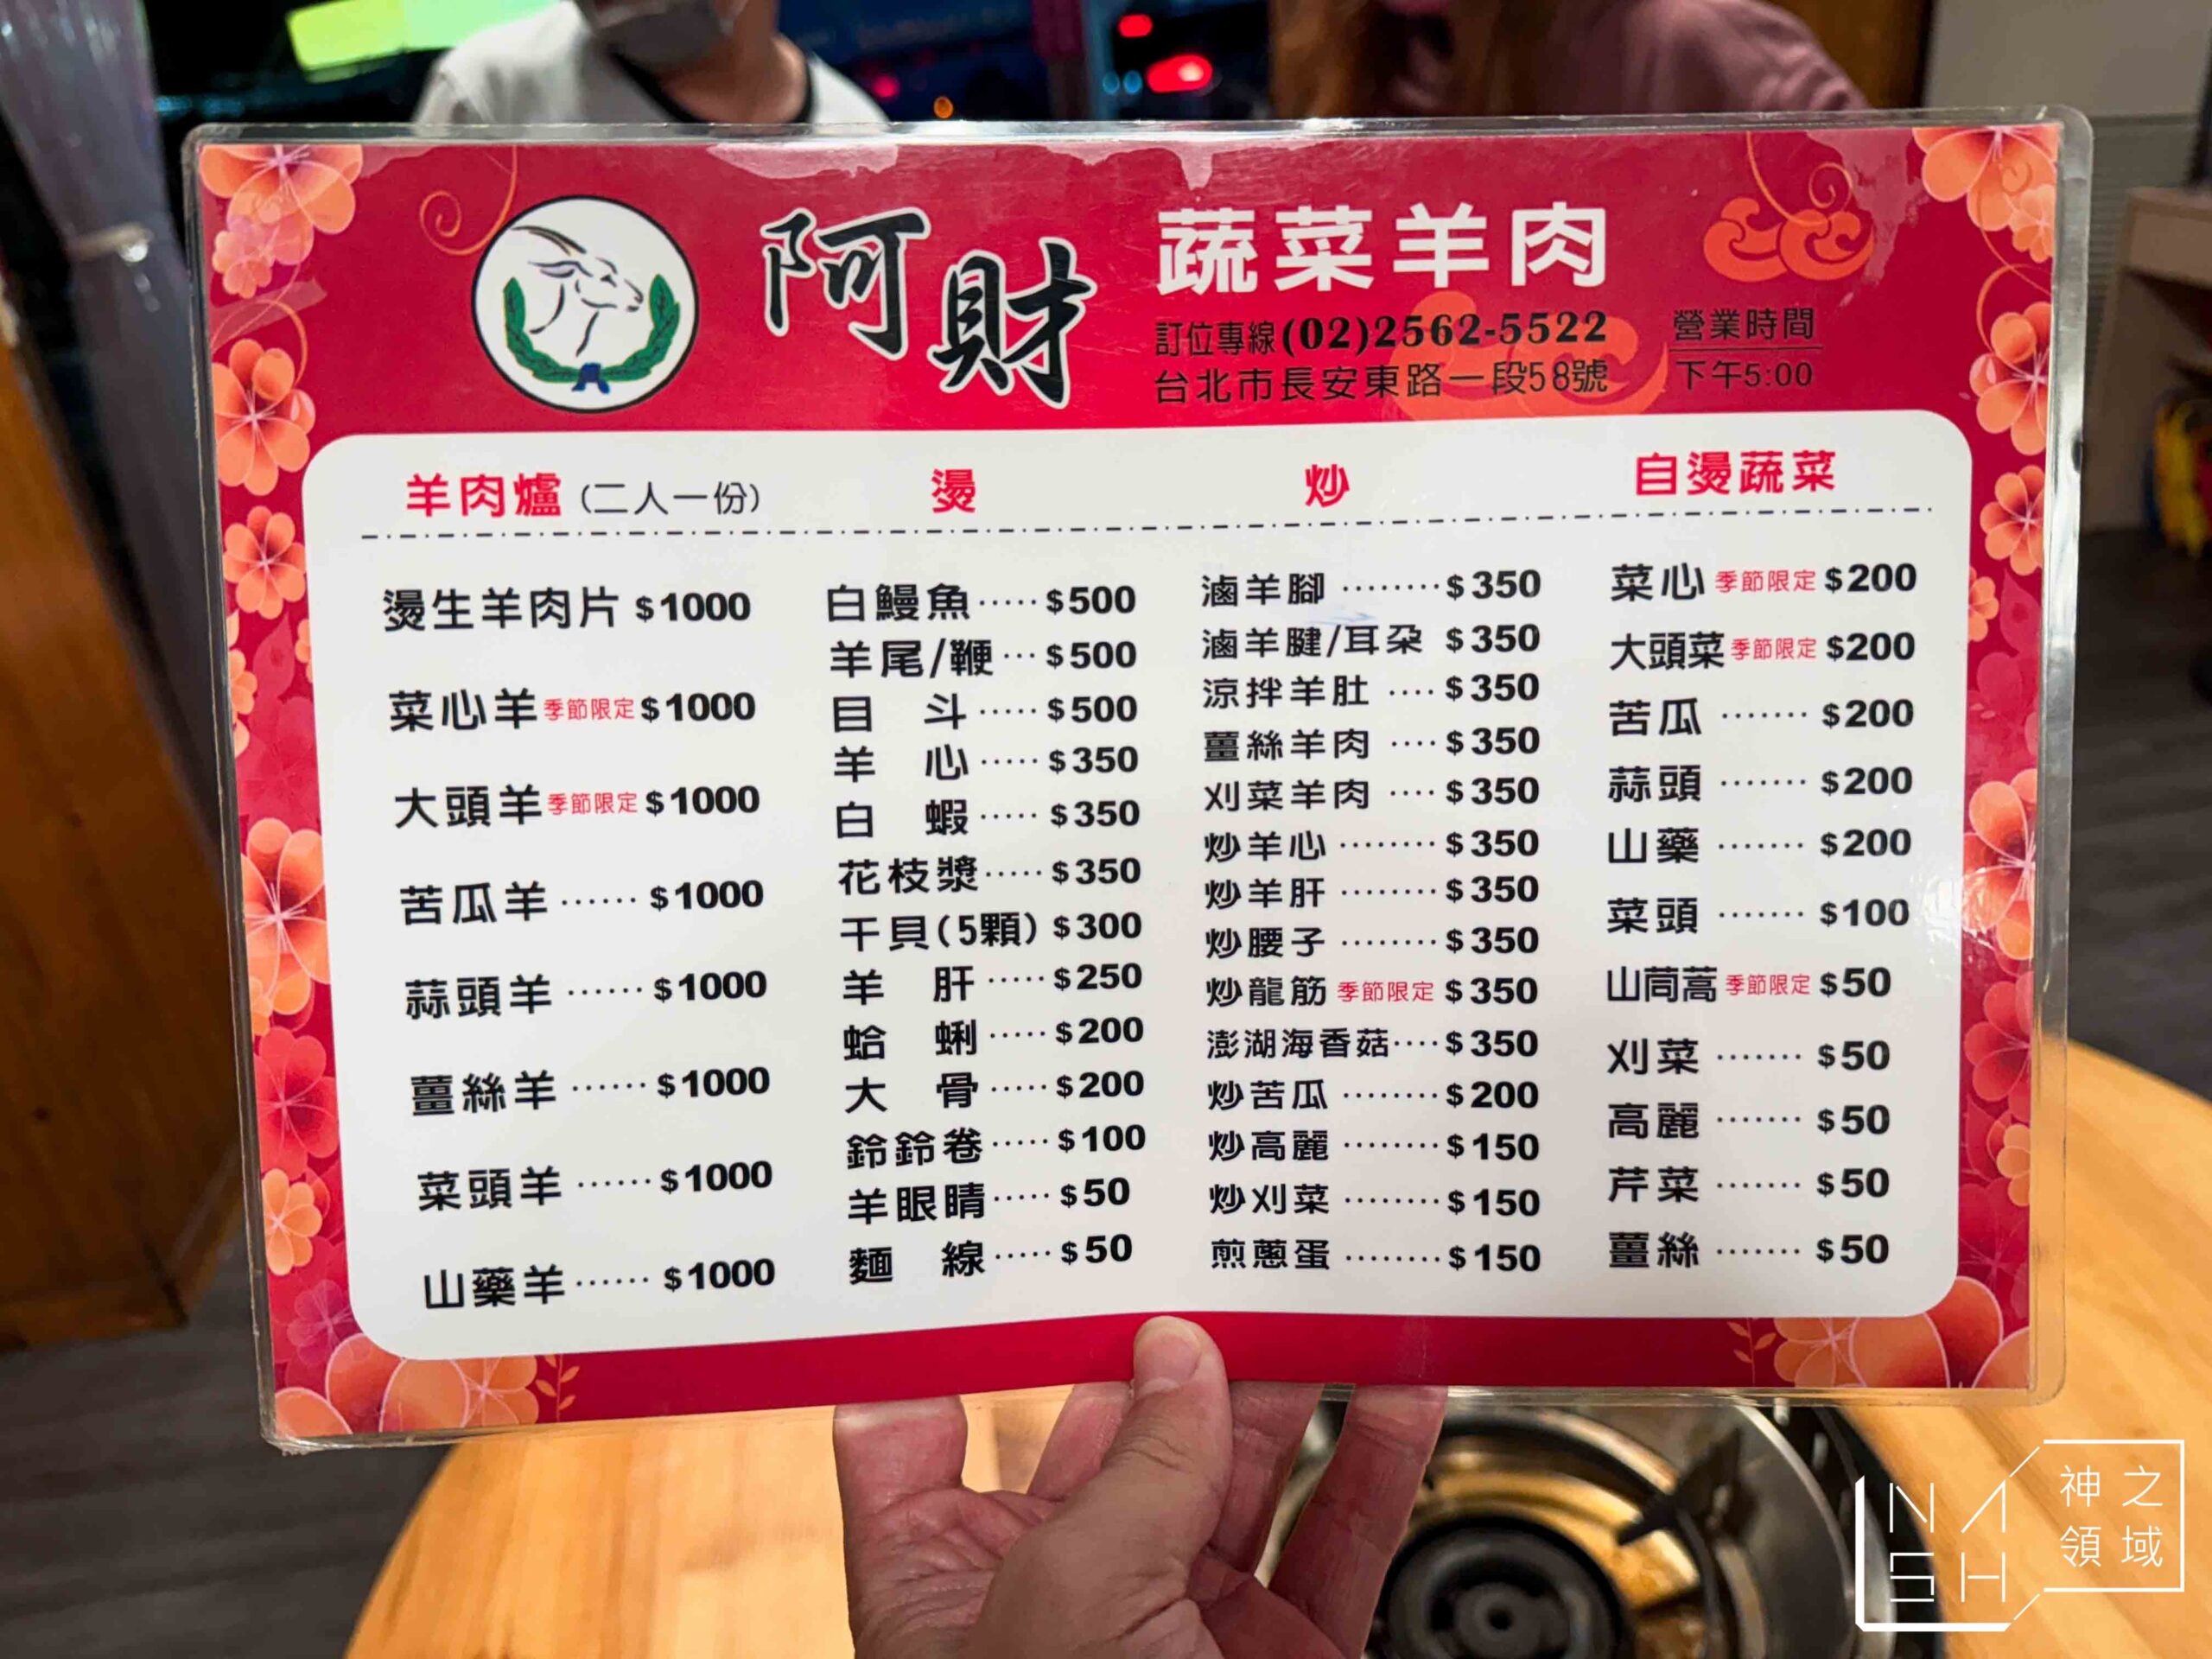 阿財
蔬菜羊肉
訂位專線(02)2562-5522
台北市長安東路一段58號
營業時間
下午5:00
羊肉爐(二人一份)
燙生羊肉片 $1000
菜心羊 季節限定 $1000
大頭羊 季節限定 $1000
苦瓜羊 …… $1000
蒜頭羊 …… $1000
薑絲羊 …… $1000
菜頭羊 …… $1000
山藥羊 …… $1000
燙
白鰻魚 ····· $500
羊尾/鞭 ··· $500
目 斗 ····· $500
羊 心 ····· $350
白 蝦 ····· $350
花枝漿 ····· $350
干貝(5顆) $300
羊 肝 ····· $250
蛤 蜊 ····· $200
大 骨 ····· $200
鈴鈴卷 ····· $100
羊眼睛 ····· $50
麵 線 ····· $50
炒
滷羊腳 ········ $350
滷羊腱/耳朶 $350
涼拌羊肚 ···· $350
薑絲羊肉 ···· $350
刈菜羊肉 ···· $350
炒羊心 ········ $350
炒羊肝 ········ $350
炒腰子 ········ $350
炒龍筋 季節限定 $350
澎湖海香菇 ···· $350
炒苦瓜 ········ $200
炒高麗 ········ $150
炒刈菜 ········ $150
煎蔥蛋 ········ $150
自燙蔬菜
菜心 季節限定 $200
大頭菜 季節限定 $200
苦瓜 ······· $200
蒜頭 ······· $200
山藥 ······· $200
菜頭 ······· $100
山茼蒿 季節限定 $50
刈菜 ······· $50
高麗 ······· $50
芹菜 ······· $50
薑絲 ······· $50
NASH
神之領域